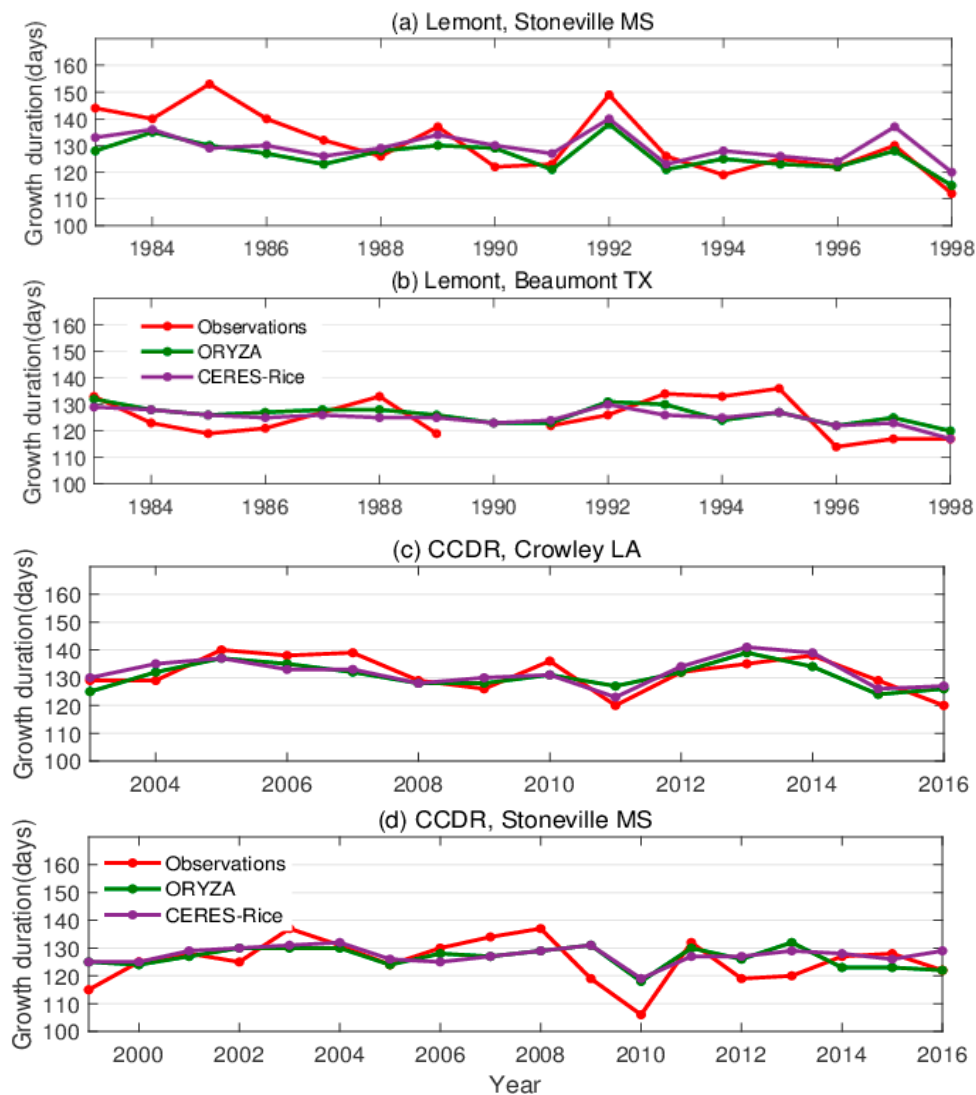 (a) Lemont, Stoneville MS
Growth duration(days)
160
150
140
130
120
110
100
1984 1986 1988 1990 1992 1994 1996 1998
(b) Lemont, Beaumont TX
Growth duration(days)
160
150
140
130
120
110
100
Observations
ORYZA
CERES-Rice
1984 1986 1988 1990 1992 1994 1996 1998
(c) CCDR, Crowley LA
Growth duration(days)
160
150
140
130
120
110
100
2004 2006 2008 2010 2012 2014 2016
(d) CCDR, Stoneville MS
Growth duration(days)
160
150
140
130
120
110
100
Observations
ORYZA
CERES-Rice
2000 2002 2004 2006 2008 2010 2012 2014 2016
Year